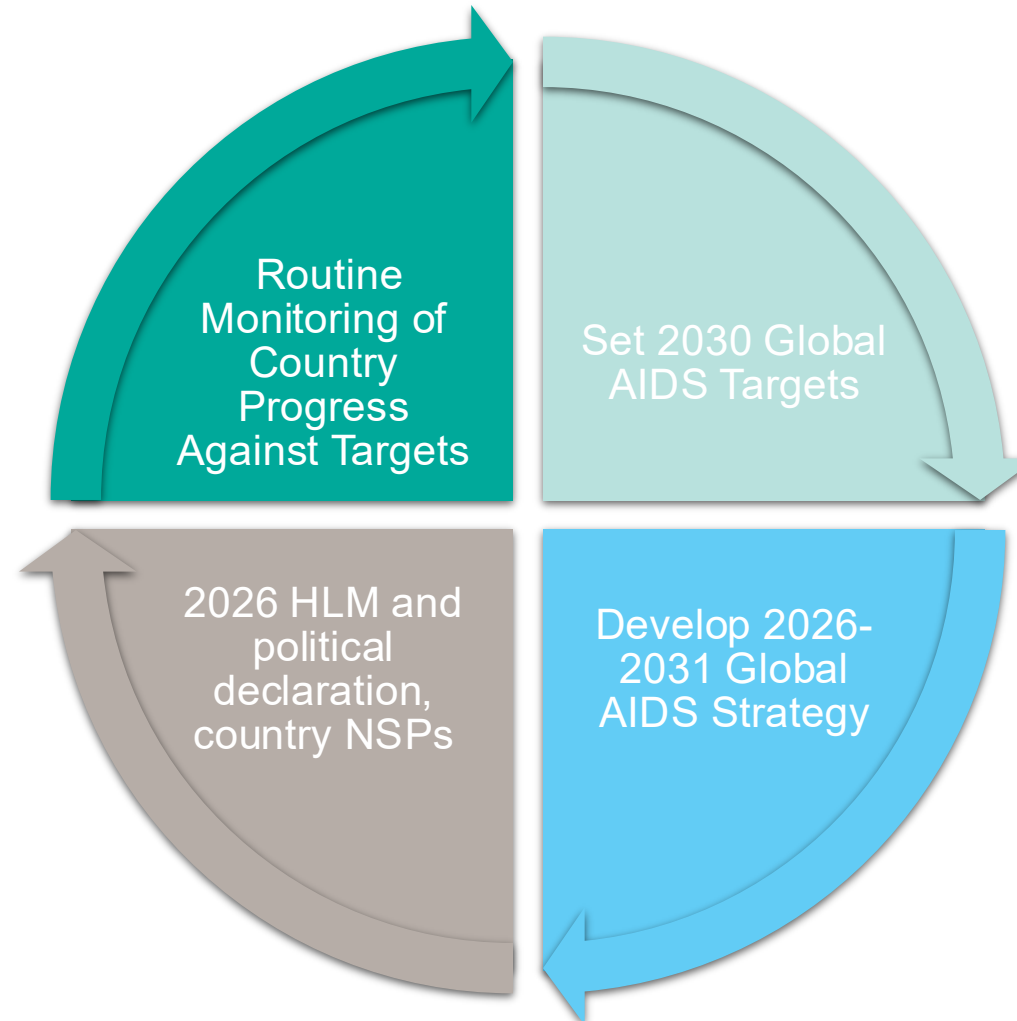 Routine
Monitoring of
Country
Progress
Against Targets
Set 2030 Global
AIDS Targets
Develop 2026-
2031 Global
AIDS Strategy
2026 HLM and
political
declaration,
country NSPs